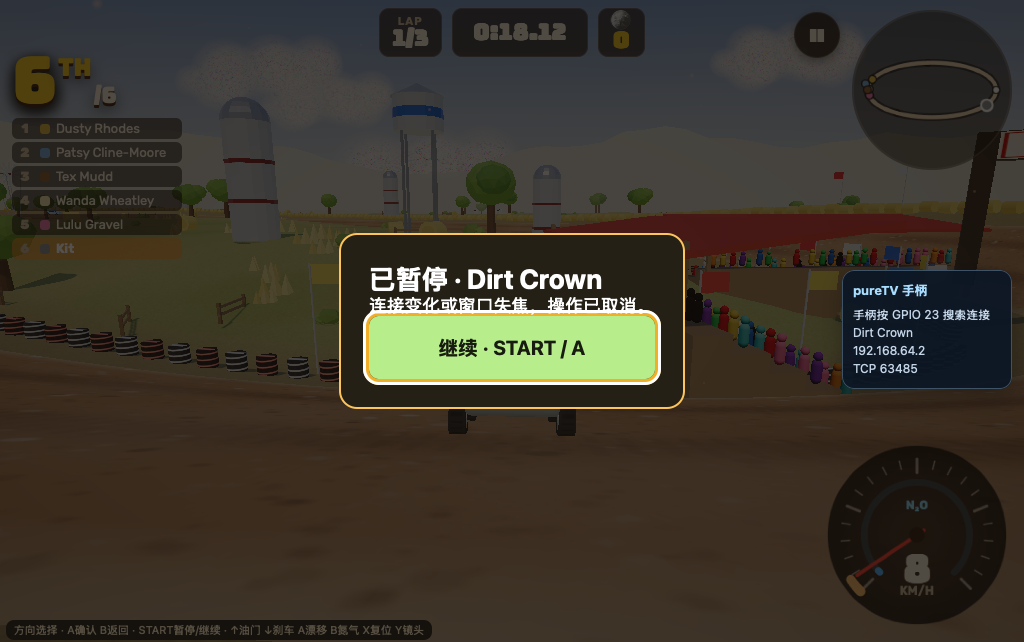 LAP
1/3
0:18.12
0
6TH/6
1 Dusty Rhodes
2 Patsy Cline-Moore
3 Tex Mudd
4 Wanda Wheatley
5 Lulu Gravel
6 Kit
已暂停 · Dirt Crown
连接变化或窗口失焦，操作已取消。
继续 · START / A
pureTV 手柄
手柄按 GPIO 23 搜索连接
Dirt Crown
192.168.64.2
TCP 63485
N₂O
8
KM/H
方向选择 · A确认 B返回 · START暂停/继续 · ↑油门 ↓刹车 A漂移 B氮气 X复位 Y镜头